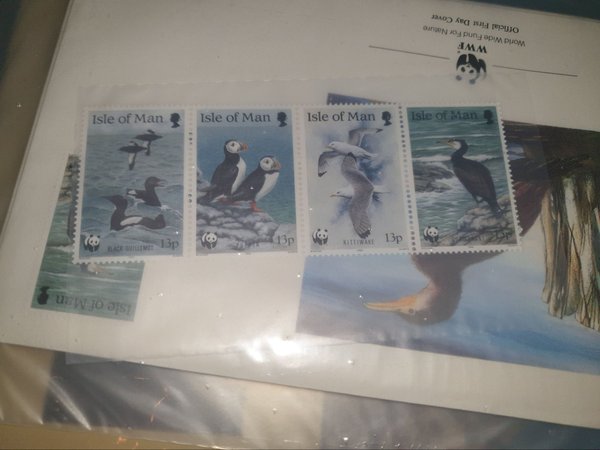 World Wide Fund For Nature
Official First Day Cover
WWF
Isle of Man
Isle of Man
Isle of Man
Isle of Man
BLACK GUILLEMOT
13p
13p
KITTIWAKE
13p
13p
Isle of Man